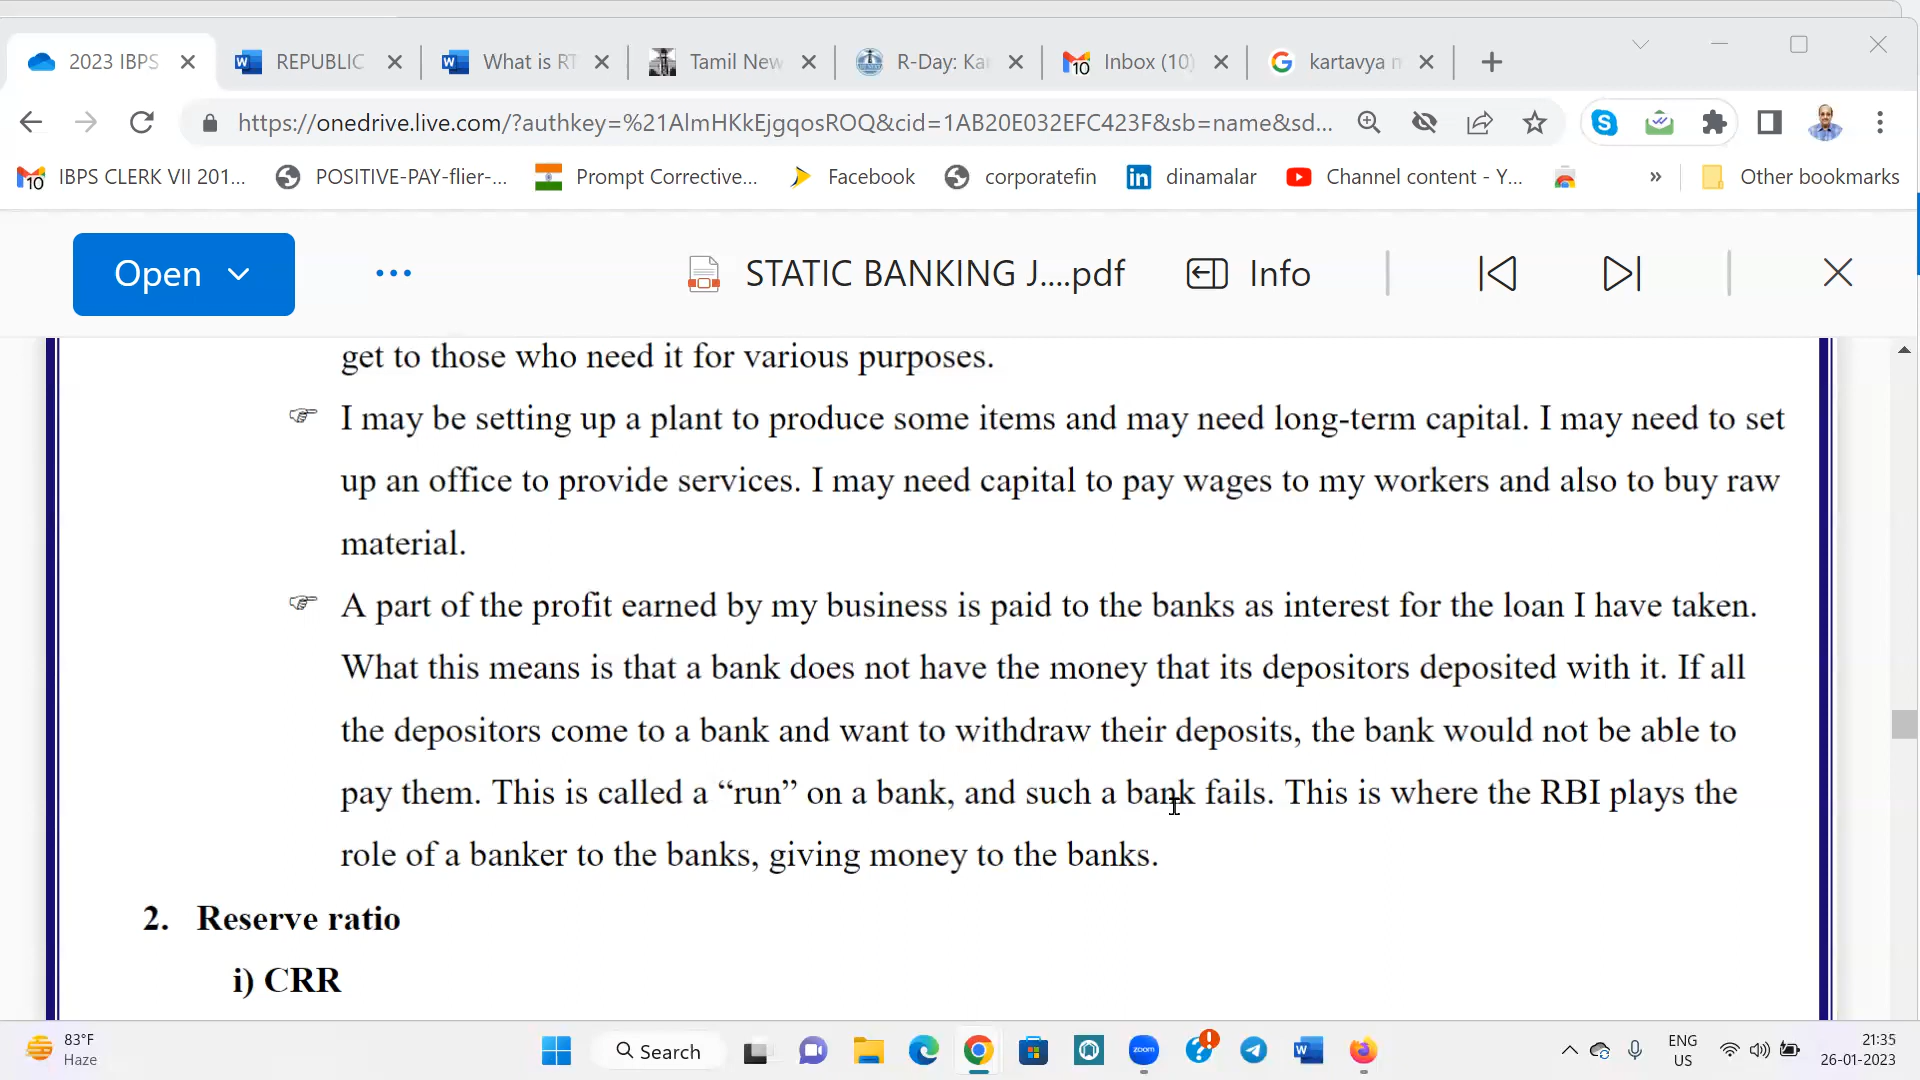 2023 IBPS
REPUBLIC
What is RT
Tamil New
R-Day: Ka
Inbox (10)
kartavya
https://onedrive.live.com/?authkey=%21AlmHKkEjgqosROQ&cid=1AB20E032EFC423F&sb=name&sd...
IBPS CLERK VII 201...
POSITIVE-PAY-flier-...
Prompt Corrective...
Facebook
corporatefin
dinamalar
Channel content - Y...
»
Other bookmarks
Open
STATIC BANKING J....pdf
Info
get to those who need it for various purposes.
I may be setting up a plant to produce some items and may need long-term capital. I may need to set
up an office to provide services. I may need capital to pay wages to my workers and also to buy raw
material.
A part of the profit earned by my business is paid to the banks as interest for the loan I have taken.
What this means is that a bank does not have the money that its depositors deposited with it. If all
the depositors come to a bank and want to withdraw their deposits, the bank would not be able to
pay them. This is called a “run” on a bank, and such a bank fails. This is where the RBI plays the
role of a banker to the banks, giving money to the banks.
2. Reserve ratio
i) CRR
83°F
Haze
Search
zoom
ENG
US
21:35
26-01-2023